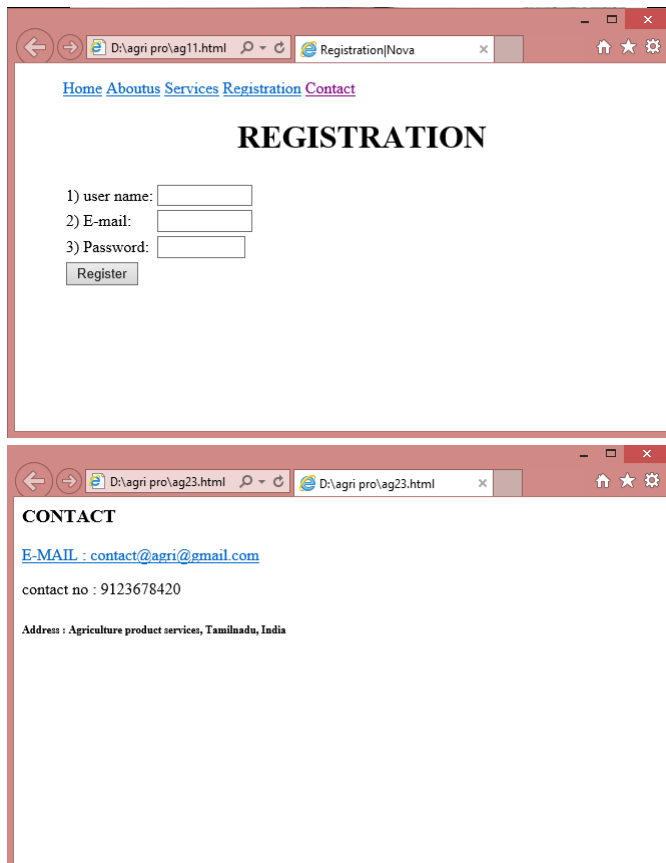 D:\agri pro\ag11.html
Registration|Nova
Home Aboutus Services Registration Contact
REGISTRATION
1) user name:
2) E-mail:
3) Password:
Register
D:\agri pro\ag23.html
D:\agri pro\ag23.html
CONTACT
E-MAIL : contact@agri@gmail.com
contact no : 9123678420
Address : Agriculture product services, Tamilnadu, India